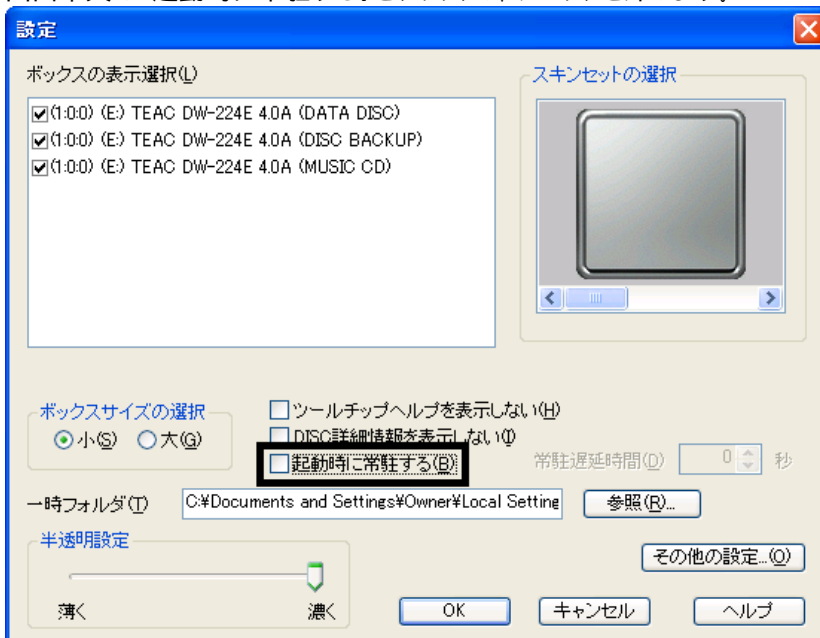 設定
ボックスの表示選択(L)
スキンセットの選択
(1:0:0) (E:) TEAC DW-224E 4.0A (DATA DISC)
(1:0:0) (E:) TEAC DW-224E 4.0A (DISC BACKUP)
(1:0:0) (E:) TEAC DW-224E 4.0A (MUSIC CD)
ボックスサイズの選択
小(S) 大(G)
ツールチップヘルプを表示しない(H)
DISC詳細情報を表示しない(I)
起動時に常駐する(B)
常駐遅延時間(D) 0 秒
一時フォルダ(T) C:¥Documents and Settings¥Owner¥Local Setting 参照(R)...
半透明設定
薄く 濃く
その他の設定...(O)
OK キャンセル ヘルプ